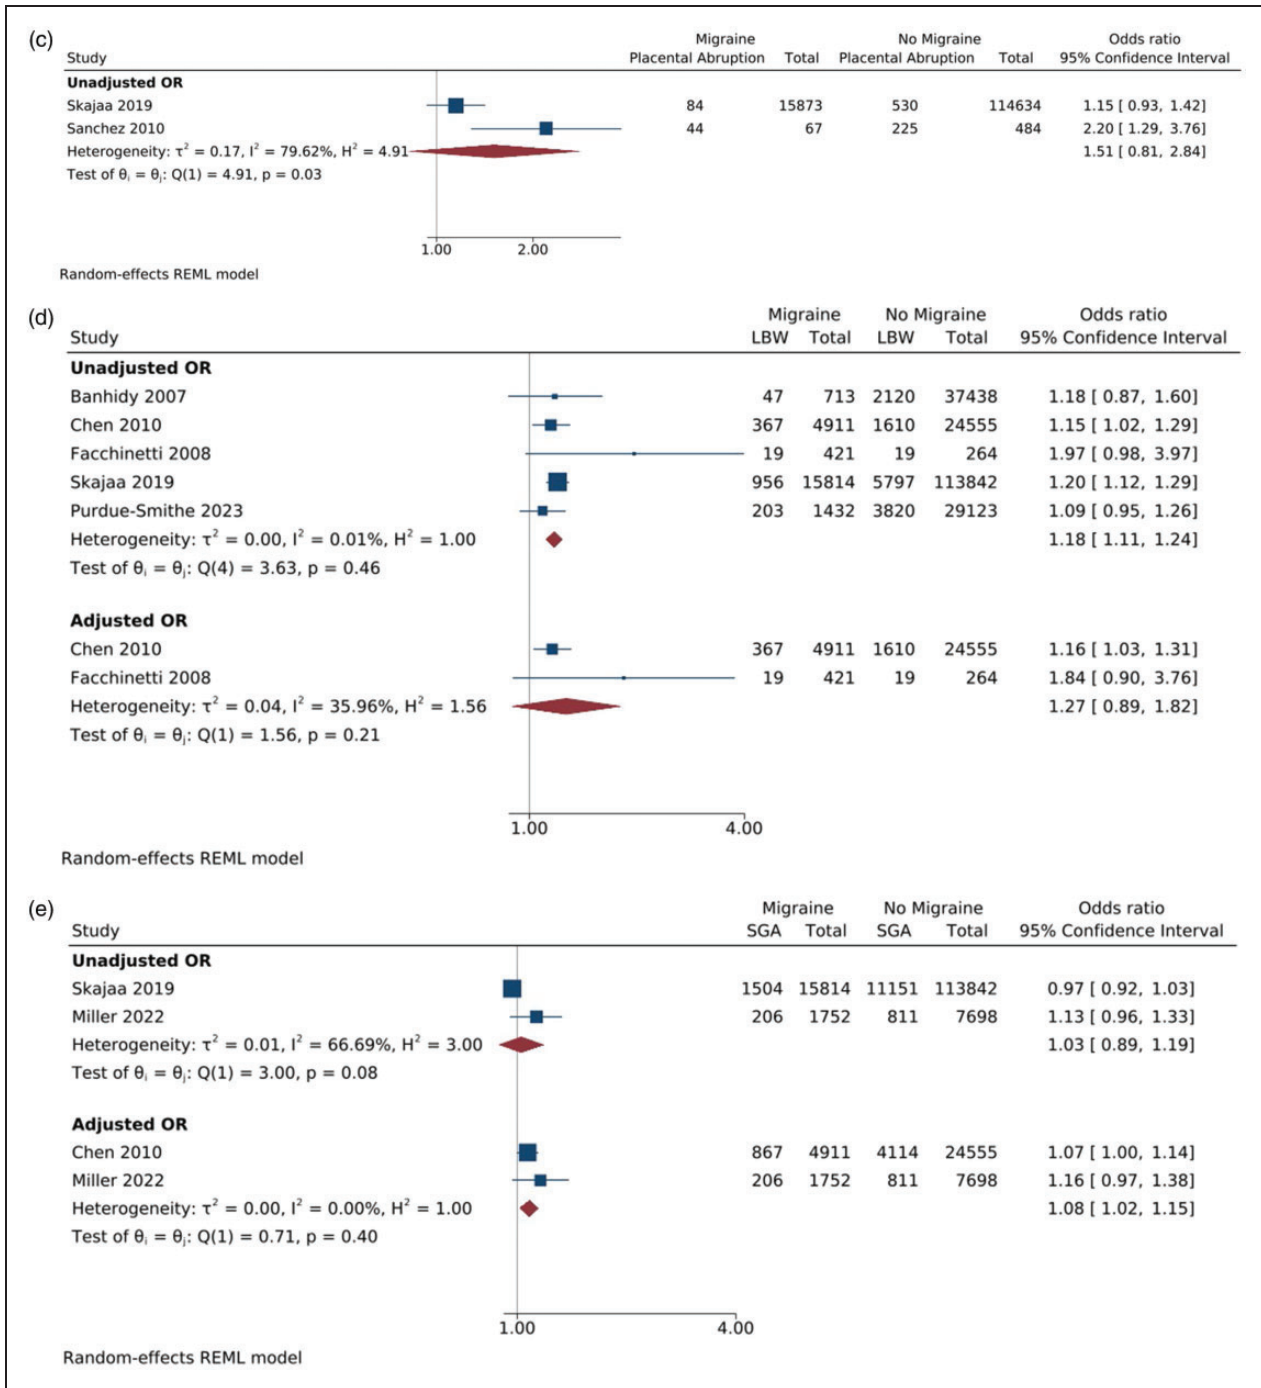 (c)
Migraine No Migraine Odds ratio
Study Placental Abruption Total Placental Abruption Total 95% Confidence Interval
Unadjusted OR
Skajaa 2019 84 15873 530 114634 1.15 [ 0.93, 1.42]
Sanchez 2010 44 67 225 484 2.20 [ 1.29, 3.76]
Heterogeneity: τ² = 0.17, I² = 79.62%, H² = 4.91 1.51 [ 0.81, 2.84]
Test of θᵢ = θⱼ: Q(1) = 4.91, p = 0.03
1.00 2.00
Random-effects REML model
(d)
Migraine No Migraine Odds ratio
Study LBW Total LBW Total 95% Confidence Interval
Unadjusted OR
Banhidy 2007 47 713 2120 37438 1.18 [ 0.87, 1.60]
Chen 2010 367 4911 1610 24555 1.15 [ 1.02, 1.29]
Facchinetti 2008 19 421 19 264 1.97 [ 0.98, 3.97]
Skajaa 2019 956 15814 5797 113842 1.20 [ 1.12, 1.29]
Purdue-Smithe 2023 203 1432 3820 29123 1.09 [ 0.95, 1.26]
Heterogeneity: τ² = 0.00, I² = 0.01%, H² = 1.00 1.18 [ 1.11, 1.24]
Test of θᵢ = θⱼ: Q(4) = 3.63, p = 0.46
Adjusted OR
Chen 2010 367 4911 1610 24555 1.16 [ 1.03, 1.31]
Facchinetti 2008 19 421 19 264 1.84 [ 0.90, 3.76]
Heterogeneity: τ² = 0.04, I² = 35.96%, H² = 1.56 1.27 [ 0.89, 1.82]
Test of θᵢ = θⱼ: Q(1) = 1.56, p = 0.21
1.00 4.00
Random-effects REML model
(e)
Migraine No Migraine Odds ratio
Study SGA Total SGA Total 95% Confidence Interval
Unadjusted OR
Skajaa 2019 1504 15814 11151 113842 0.97 [ 0.92, 1.03]
Miller 2022 206 1752 811 7698 1.13 [ 0.96, 1.33]
Heterogeneity: τ² = 0.01, I² = 66.69%, H² = 3.00 1.03 [ 0.89, 1.19]
Test of θᵢ = θⱼ: Q(1) = 3.00, p = 0.08
Adjusted OR
Chen 2010 867 4911 4114 24555 1.07 [ 1.00, 1.14]
Miller 2022 206 1752 811 7698 1.16 [ 0.97, 1.38]
Heterogeneity: τ² = 0.00, I² = 0.00%, H² = 1.00 1.08 [ 1.02, 1.15]
Test of θᵢ = θⱼ: Q(1) = 0.71, p = 0.40
1.00 4.00
Random-effects REML model